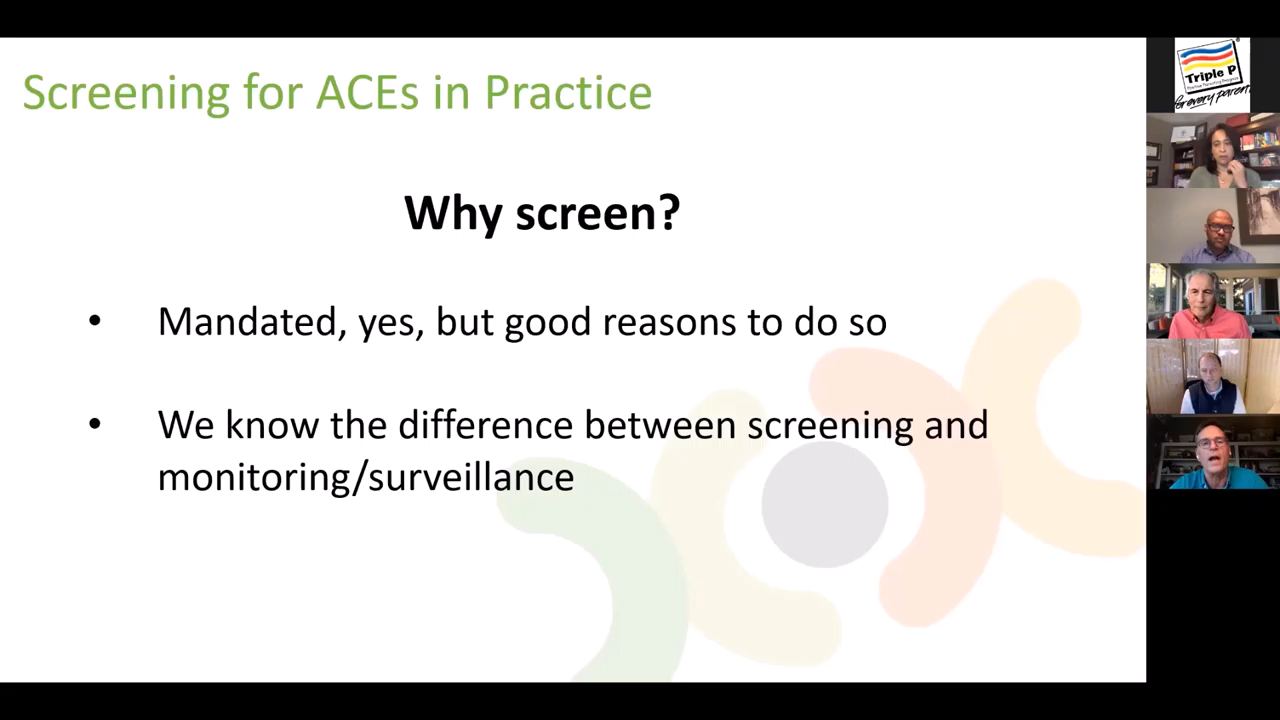 Screening for ACEs in Practice
Why screen?
• Mandated, yes, but good reasons to do so
• We know the difference between screening and
monitoring/surveillance
Triple P
for every parent